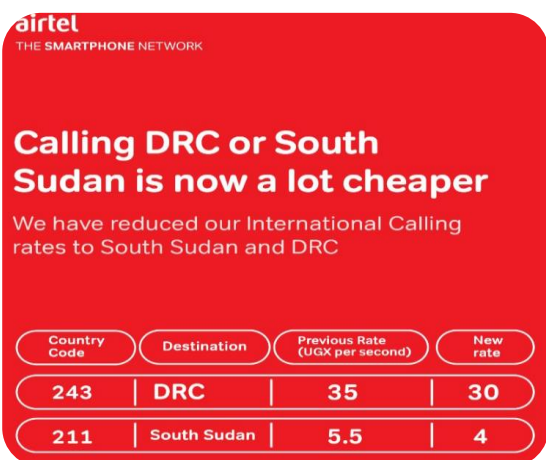 airtel
THE SMARTPHONE NETWORK
Calling DRC or South
Sudan is now a lot cheaper
We have reduced our International Calling
rates to South Sudan and DRC
Country Code Destination Previous Rate (UGX per second) New rate
243 DRC 35 30
211 South Sudan 5.5 4